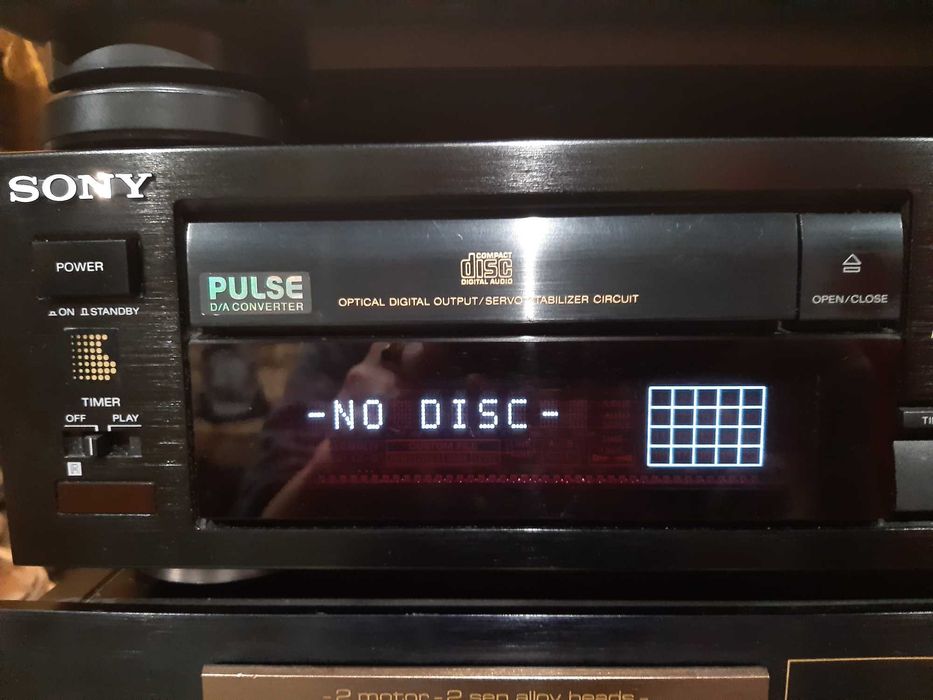 SONY
POWER
ON STANDBY
TIMER
OFF PLAY
R
PULSE
D/A CONVERTER
COMPACT
disc
DIGITAL AUDIO
OPTICAL DIGITAL OUTPUT/SERVO STABILIZER CIRCUIT
OPEN/CLOSE
-NO DISC-
-2 motor-2 sen alloy heads-